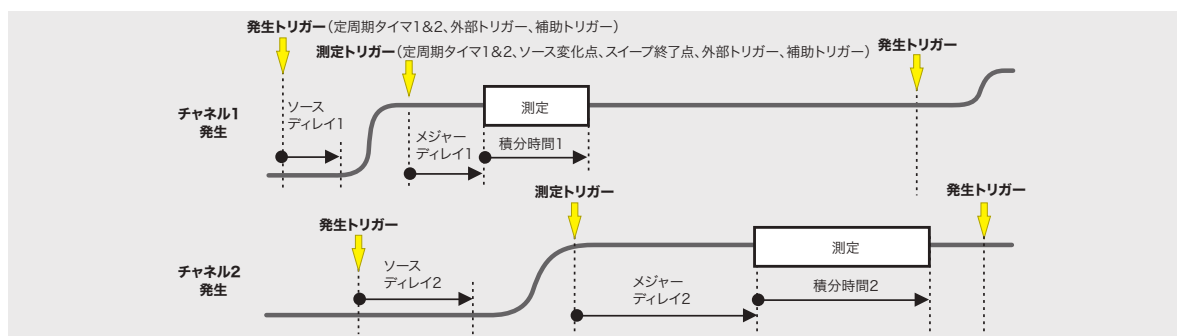 発生トリガー(定周期タイマ1&2、外部トリガー、補助トリガー)
測定トリガー(定周期タイマ1&2、ソース変化点、スイープ終了点、外部トリガー、補助トリガー)
発生トリガー
チャネル1
発生
ソース
ディレイ1
測定
メジャー
ディレイ1
積分時間1
発生トリガー
測定トリガー
発生トリガー
チャネル2
発生
ソース
ディレイ2
測定
メジャー
ディレイ2
積分時間2